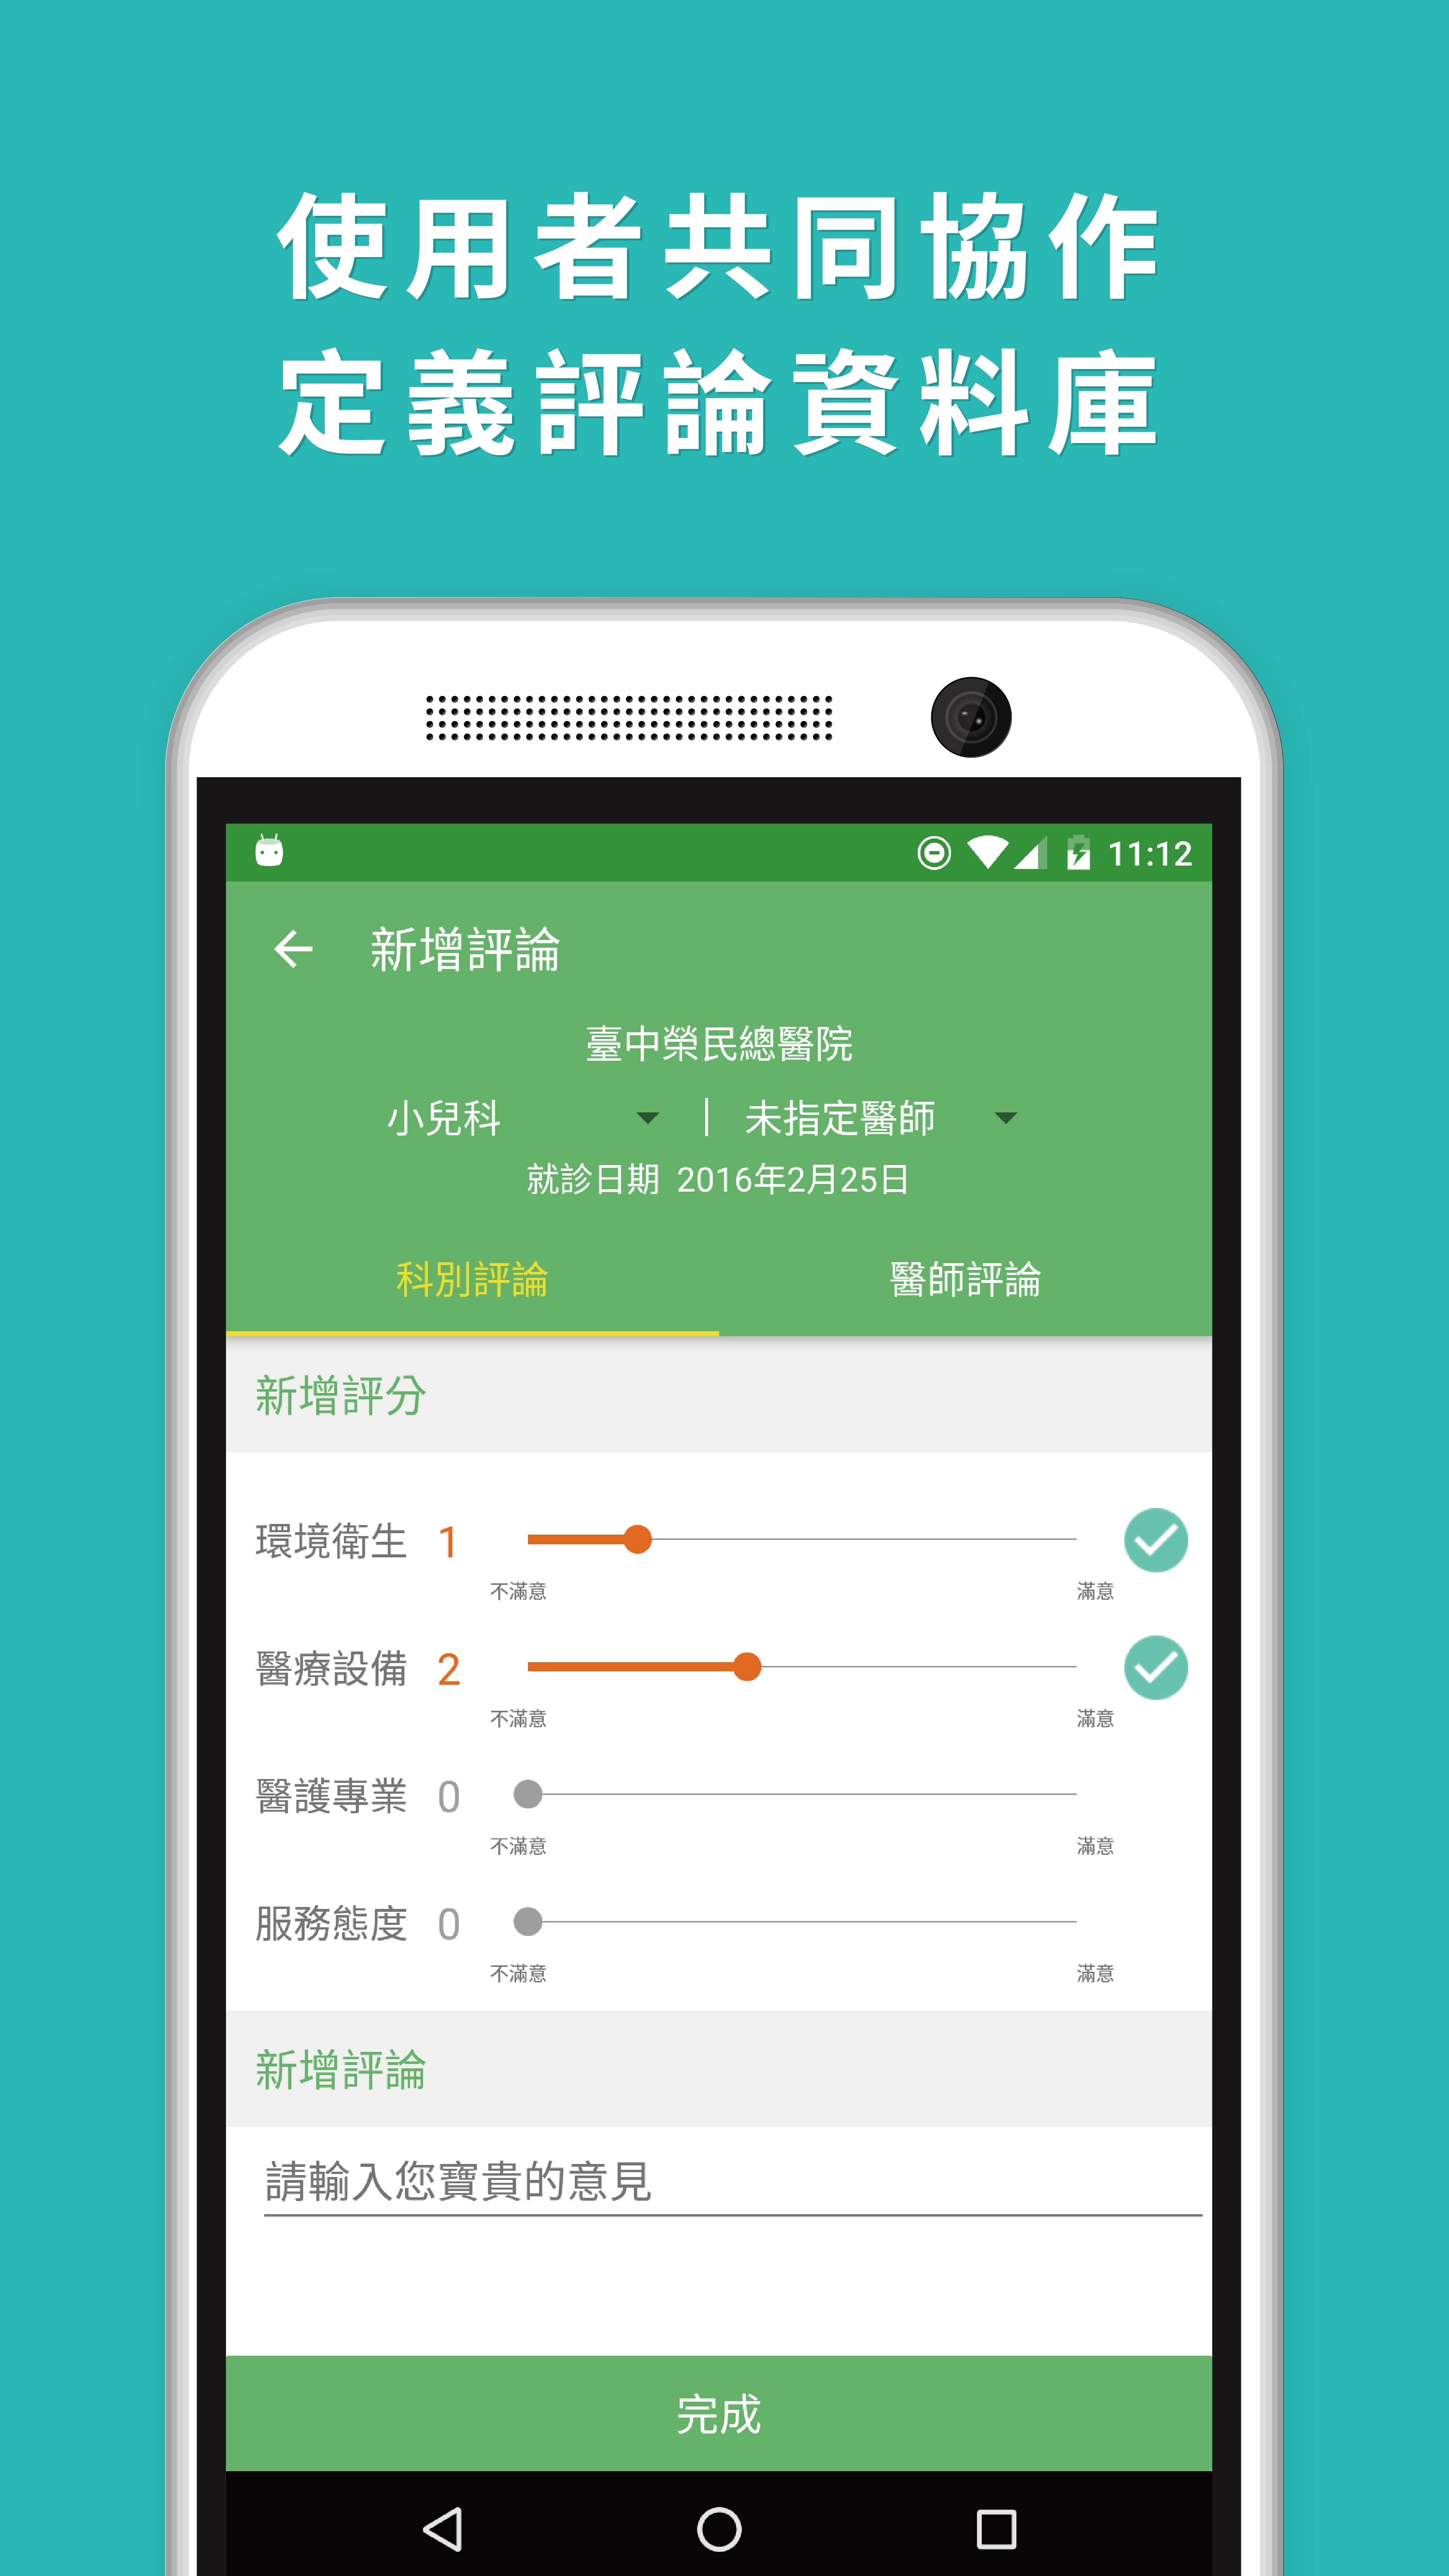 使用者共同協作
定義評論資料庫
11:12
新增評論
臺中榮民總醫院
小兒科 | 未指定醫師
就診日期 2016年2月25日
科別評論 醫師評論
新增評分
環境衛生 1
不滿意 滿意
醫療設備 2
不滿意 滿意
醫護專業 0
不滿意 滿意
服務態度 0
不滿意 滿意
新增評論
請輸入您寶貴的意見
完成